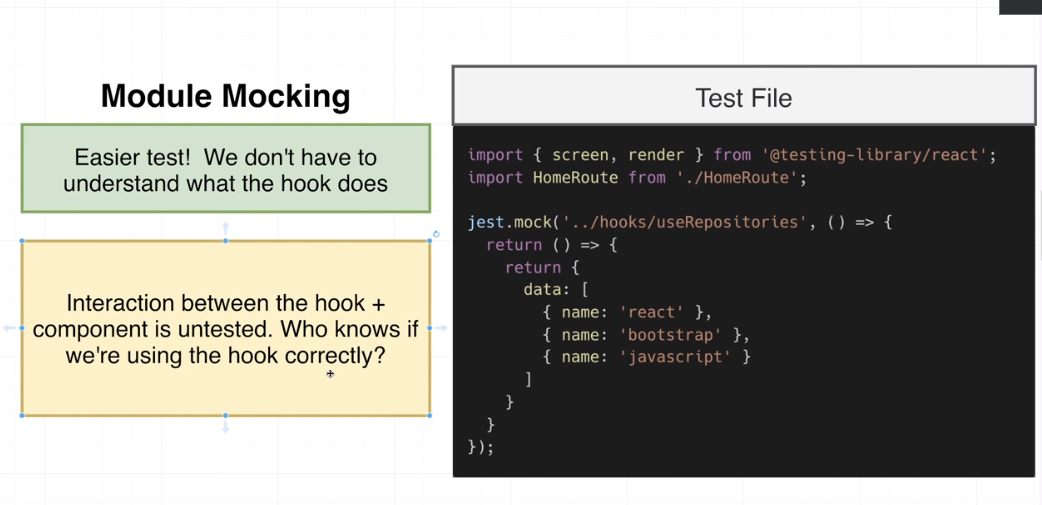 Module Mocking
Easier test!  We don't have to
understand what the hook does
Interaction between the hook +
component is untested. Who knows if
we're using the hook correctly?
Test File
import { screen, render } from '@testing-library/react';
import HomeRoute from './HomeRoute';

jest.mock('../hooks/useRepositories', () => {
  return () => {
    return {
      data: [
        { name: 'react' },
        { name: 'bootstrap' },
        { name: 'javascript' }
      ]
    }
  }
});